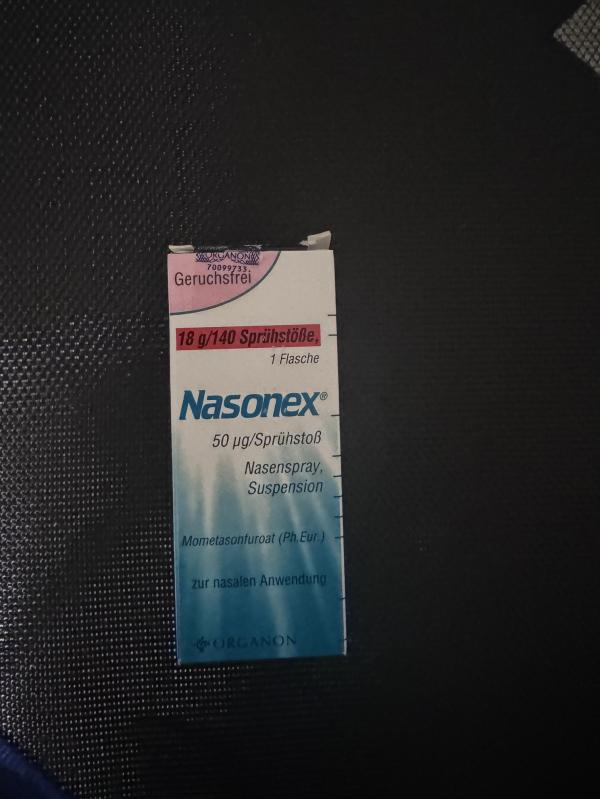 ORGANON
70099733
Geruchsfrei
18 g/140 Sprühstöße,
1 Flasche
Nasonex®
50 µg/Sprühstoß
Nasenspray,
Suspension
Mometasonfuroat (Ph.Eur.)
zur nasalen Anwendung
ORGANON